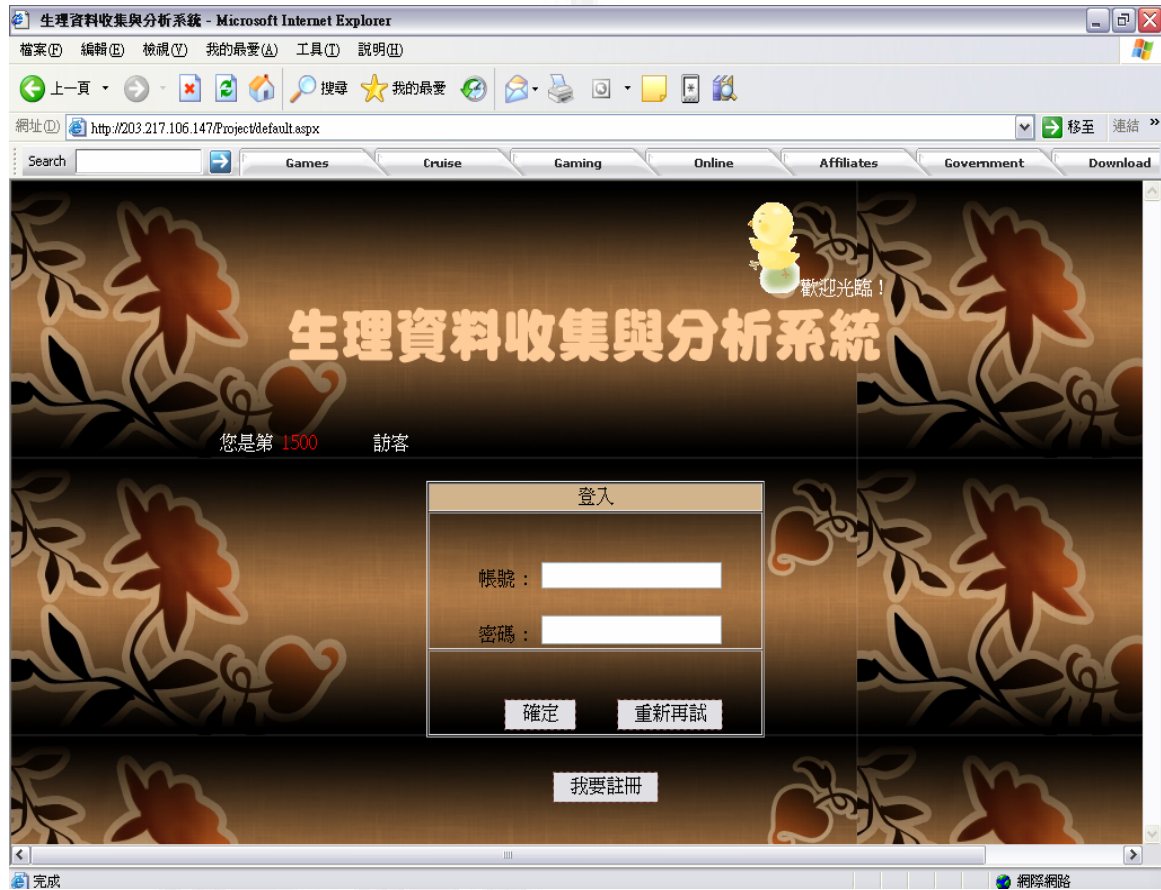 生理資料收集與分析系統 - Microsoft Internet Explorer
檔案(F) 編輯(E) 檢視(V) 我的最愛(A) 工具(T) 說明(H)
上一頁 搜尋 我的最愛
網址(D) http://203.217.106.147/Project/default.aspx 移至 連結 »
Search Games Cruise Gaming Online Affiliates Government Download
歡迎光臨！
生理資料收集與分析系統
您是第 1500 訪客
登入
帳號：
密碼：
確定 重新再試
我要註冊
完成 網際網路